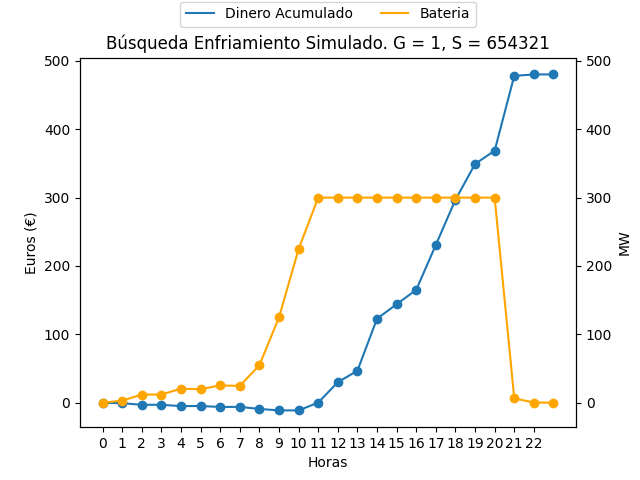 Dinero Acumulado Bateria
Búsqueda Enfriamiento Simulado. G = 1, S = 654321
500 500
400 400
300 300
200 200
100 100
0 0
Euros (€)
MW
0 1 2 3 4 5 6 7 8 9 10 11 12 13 14 15 16 17 18 19 20 21 22
Horas